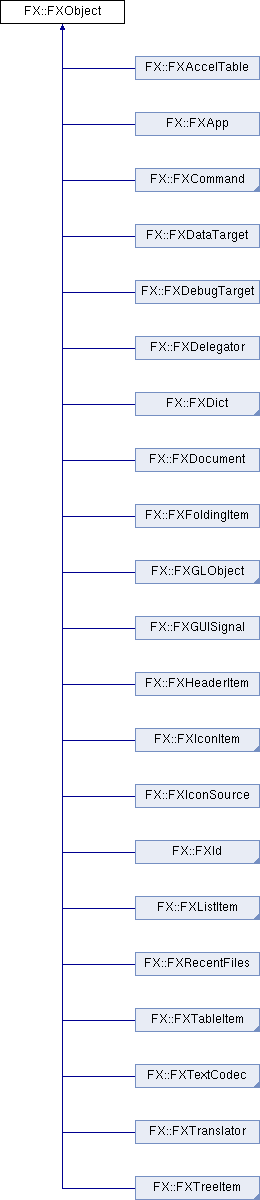 FX::FXObject
FX::FXAccelTable
FX::FXApp
FX::FXCommand
FX::FXDataTarget
FX::FXDebugTarget
FX::FXDelegator
FX::FXDict
FX::FXDocument
FX::FXFoldingItem
FX::FXGLObject
FX::FXGUISignal
FX::FXHeaderItem
FX::FXIconItem
FX::FXIconSource
FX::FXId
FX::FXListItem
FX::FXRecentFiles
FX::FXTableItem
FX::FXTextCodec
FX::FXTranslator
FX::FXTreeItem